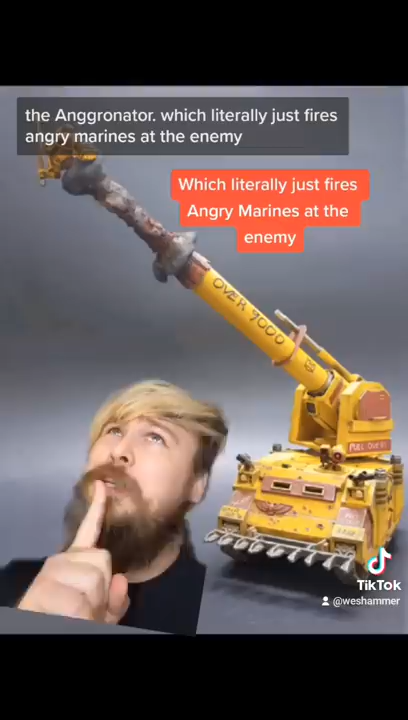 the Anggronator. which literally just fires
angry marines at the enemy
Which literally just fires
Angry Marines at the
enemy
OVER 9000
PULL OVER!
TikTok
@weshammer